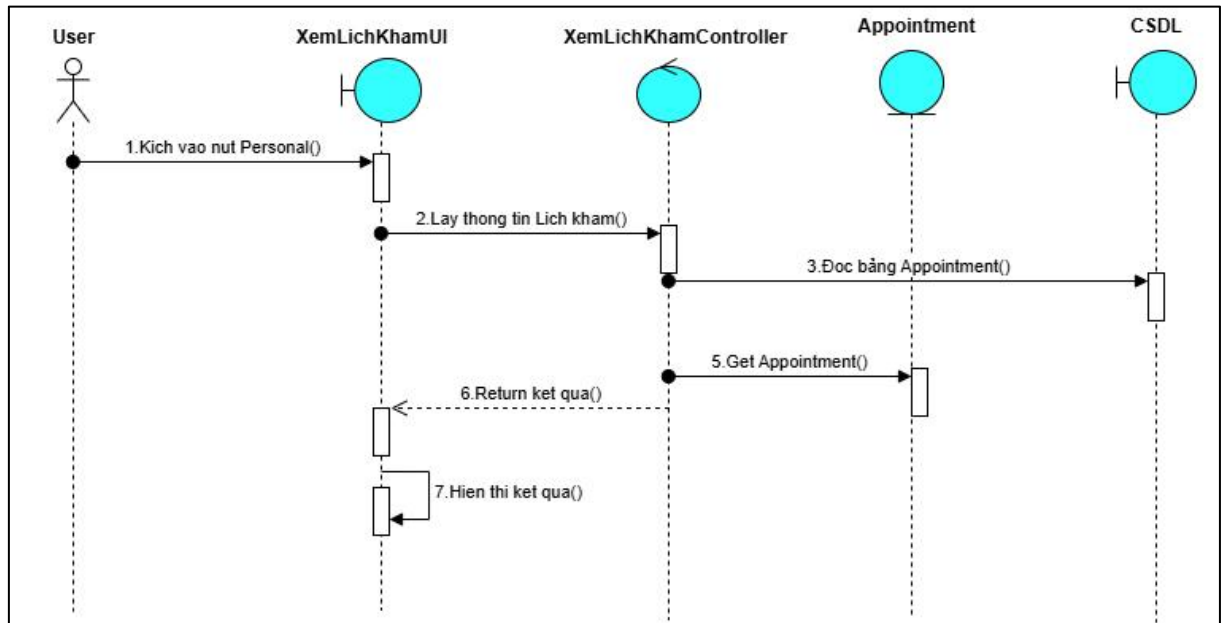 User
XemLichKhamUI
XemLichKhamController
Appointment
CSDL
1.Kich vao nut Personal()
2.Lay thong tin Lich kham()
3.Đoc bảng Appointment()
5.Get Appointment()
6.Return ket qua()
7.Hien thi ket qua()